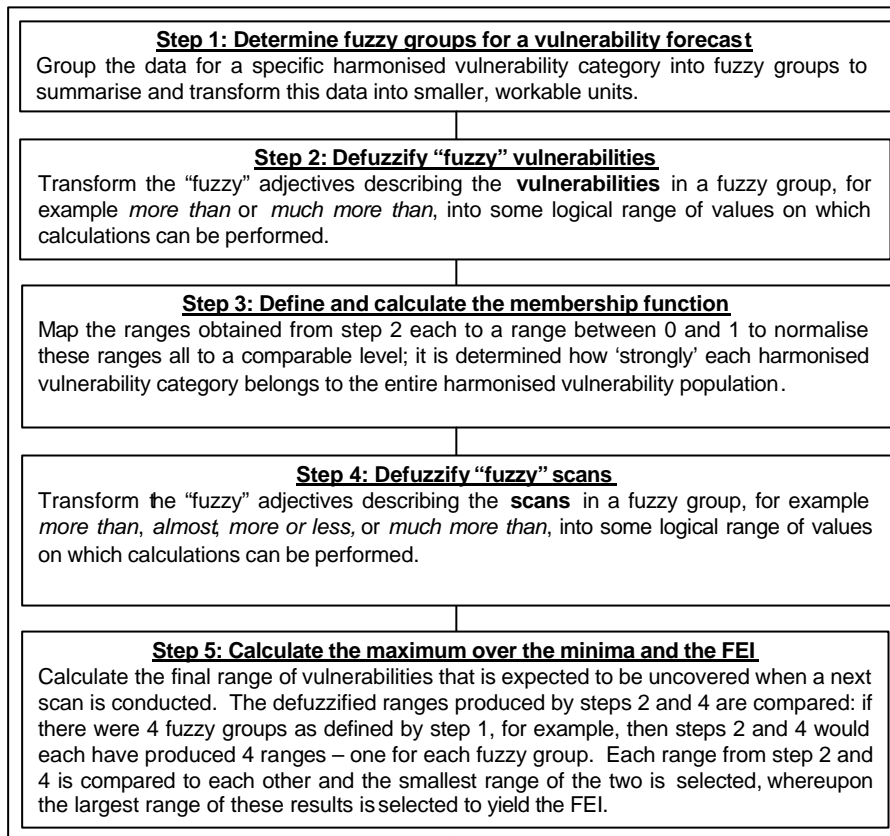 Step 1: Determine fuzzy groups for a vulnerability forecast
Group the data for a specific harmonised vulnerability category into fuzzy groups to
summarise and transform this data into smaller, workable units.
Step 2: Defuzzify “fuzzy” vulnerabilities
Transform the “fuzzy” adjectives describing the vulnerabilities in a fuzzy group, for
example more than or much more than, into some logical range of values on which
calculations can be performed.
Step 3: Define and calculate the membership function
Map the ranges obtained from step 2 each to a range between 0 and 1 to normalise
these ranges all to a comparable level; it is determined how ‘strongly’ each harmonised
vulnerability category belongs to the entire harmonised vulnerability population.
Step 4: Defuzzify “fuzzy” scans
Transform the “fuzzy” adjectives describing the scans in a fuzzy group, for example
more than, almost, more or less, or much more than, into some logical range of values
on which calculations can be performed.
Step 5: Calculate the maximum over the minima and the FEI
Calculate the final range of vulnerabilities that is expected to be uncovered when a next
scan is conducted. The defuzzified ranges produced by steps 2 and 4 are compared: if
there were 4 fuzzy groups as defined by step 1, for example, then steps 2 and 4 would
each have produced 4 ranges – one for each fuzzy group. Each range from step 2 and
4 is compared to each other and the smallest range of the two is selected, whereupon
the largest range of these results is selected to yield the FEI.